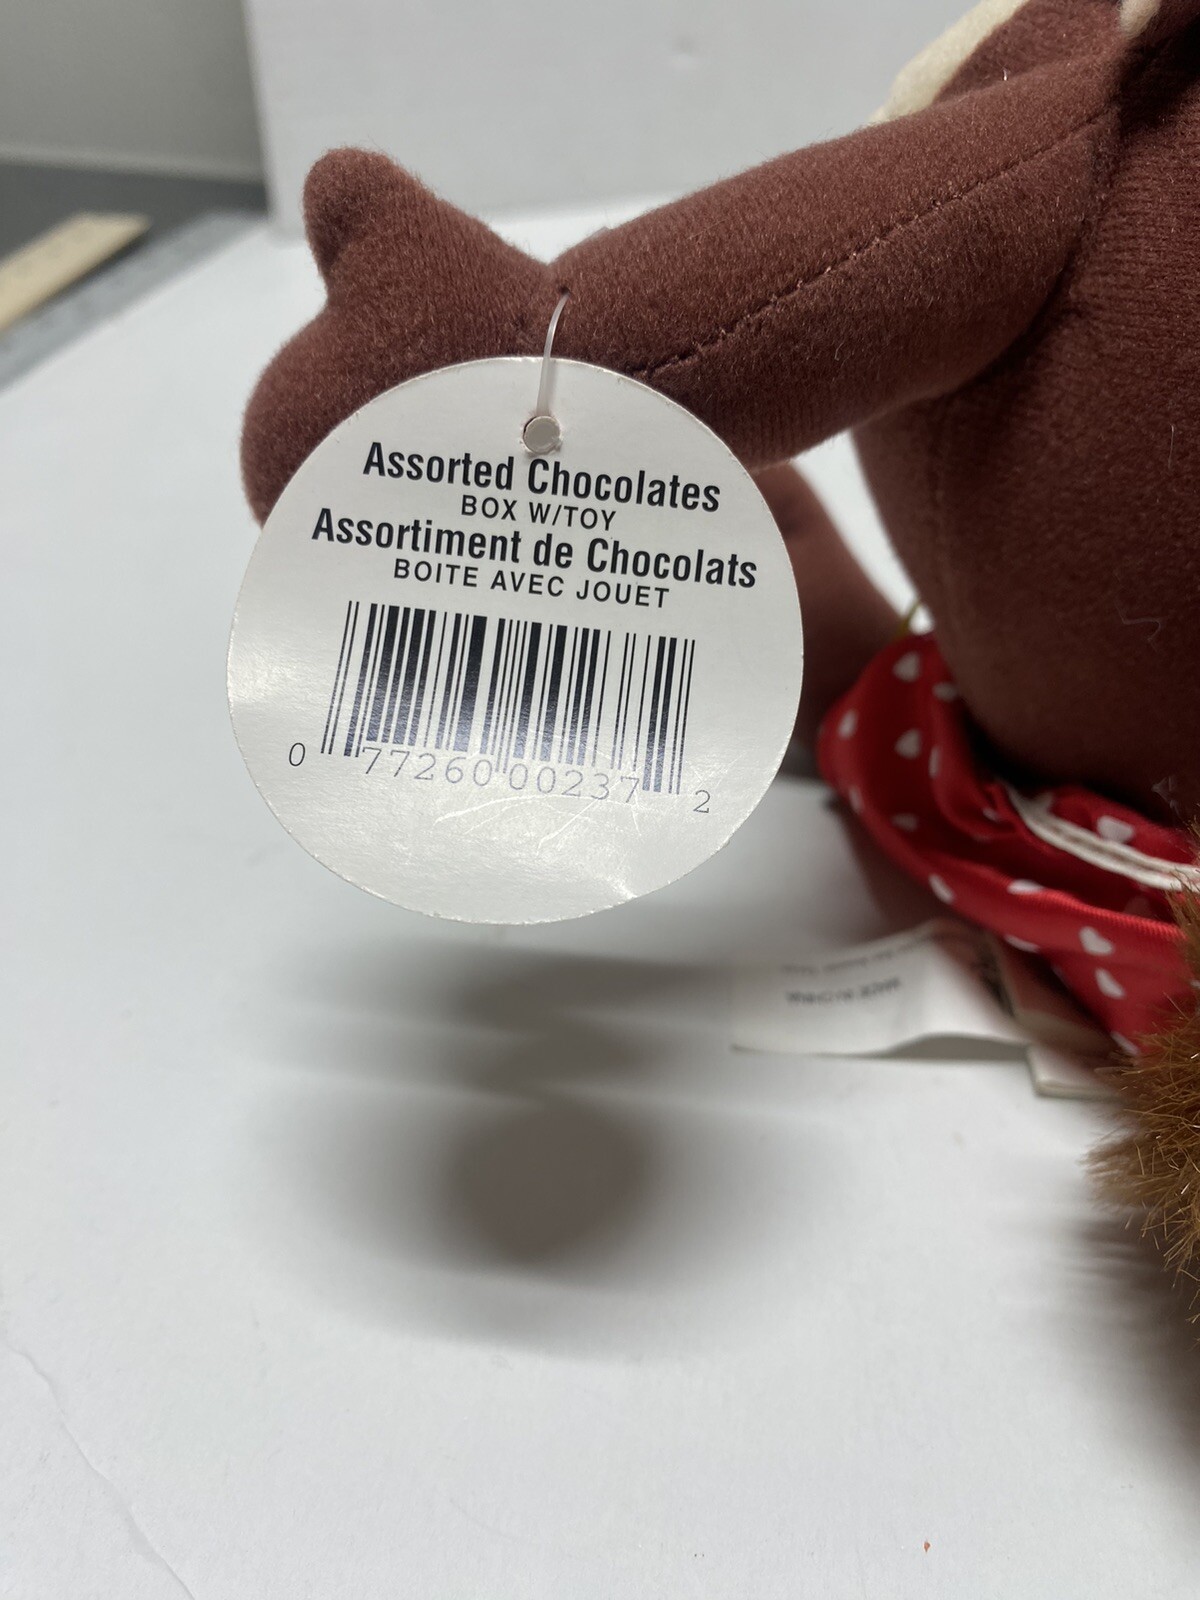 Assorted Chocolates
BOX W/TOY
Assortiment de Chocolats
BOITE AVEC JOUET
0 77260 00237 2